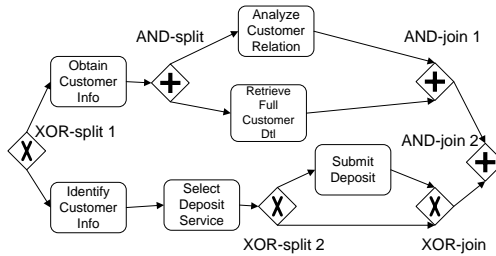 AND-split
Analyze
Customer
Relation
AND-join 1
Obtain
Customer
Info
Retrieve
Full
Customer
Dtl
XOR-split 1
AND-join 2
Identify
Customer
Info
Select
Deposit
Service
Submit
Deposit
XOR-split 2
XOR-join